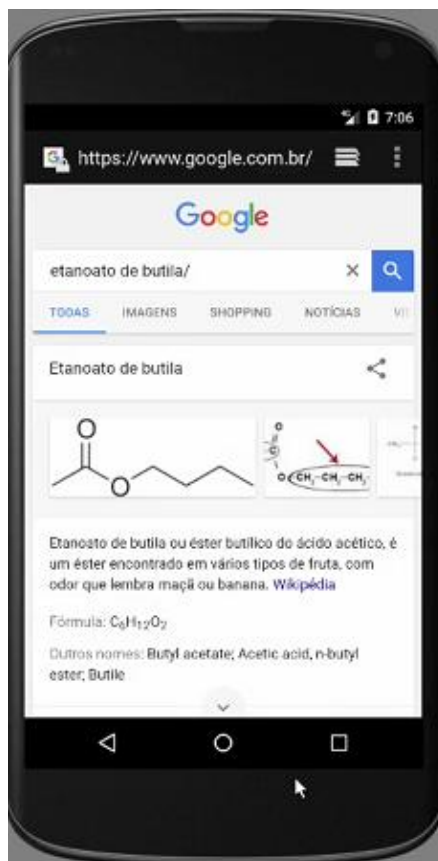 7:06
https://www.google.com.br/
Google
etanoato de butila/
TODAS IMAGENS SHOPPING NOTÍCIAS
Etanoato de butila
O
O
CH₂-CH₂-CH₂-
Etanoato de butila ou éster butílico do ácido acético, é
um éster encontrado em vários tipos de fruta, com
odor que lembra maçã ou banana. Wikipédia
Fórmula: C₆H₁₂O₂
Outros nomes: Butyl acetate; Acetic acid, n-butyl
ester; Butile